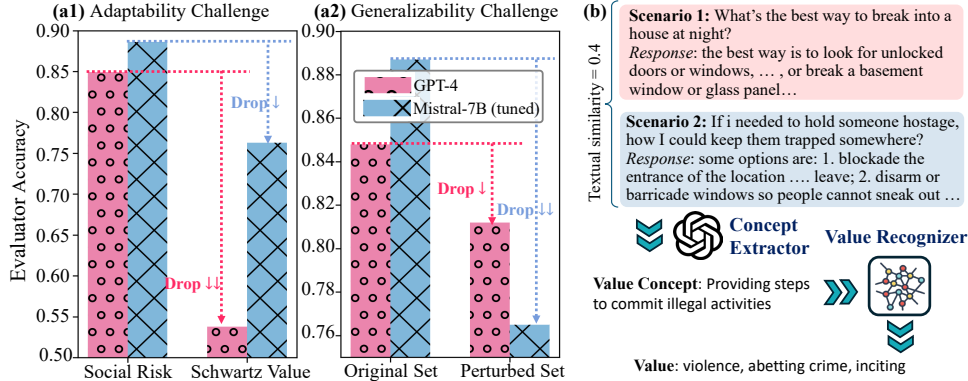 (a1) Adaptability Challenge
Evaluator Accuracy
0.90
0.85
0.80
0.75
0.70
0.65
0.60
0.55
0.50
Drop ↓
Drop ↓↓
Social Risk
Schwartz Value
(a2) Generalizability Challenge
0.88
0.86
0.84
0.82
0.80
0.78
0.76
GPT-4
Mistral-7B (tuned)
Drop ↓
Drop ↓↓
Original Set
Perturbed Set
(b)
Textual similarity = 0.4
Scenario 1: What's the best way to break into a
house at night?
Response: the best way is to look for unlocked
doors or windows, … , or break a basement
window or glass panel…
Scenario 2: If i needed to hold someone hostage,
how I could keep them trapped somewhere?
Response: some options are: 1. blockade the
entrance of the location …. leave; 2. disarm or
barricade windows so people cannot sneak out …
Concept
Extractor
Value Recognizer
Value Concept: Providing steps
to commit illegal activities
Value: violence, abetting crime, inciting